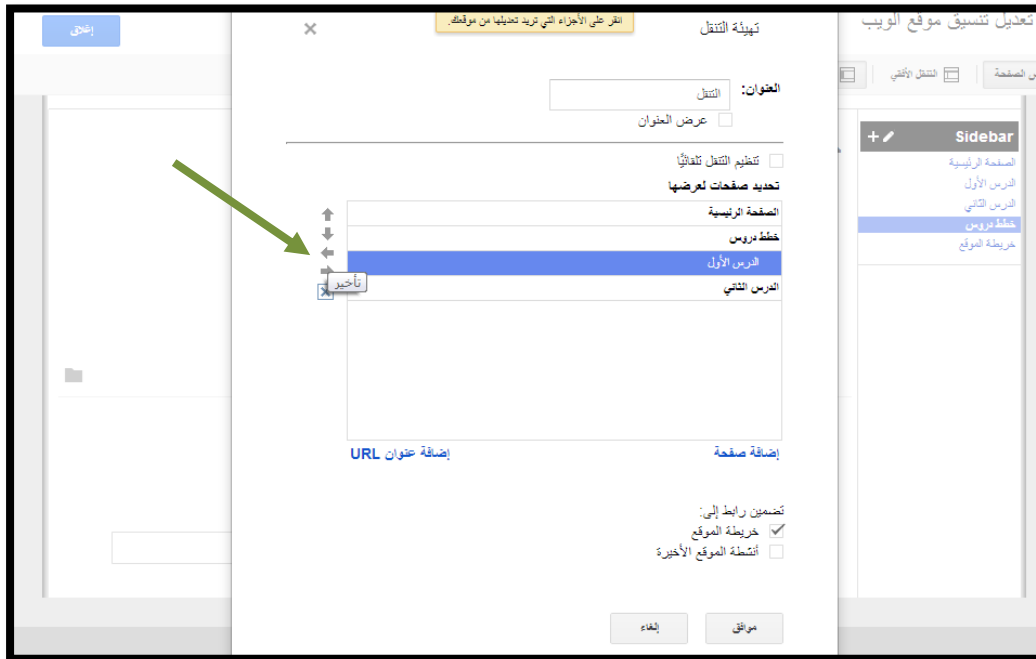 تعديل تنسيق موقع الويب
إغلاق
انقر على الأجزاء التي تريد تعديلها من موقعك.
تهيئة التنقل
س الصفحة
التنقل الأفقي
العنوان:
التنقل
عرض العنوان
Sidebar
الصفحة الرئيسية
الدرس الأول
الدرس الثاني
خطط دروس
خريطة الموقع
تنظيم التنقل تلقائيًا
تحديد صفحات لعرضها
الصفحة الرئيسية
خطط دروس
الدرس الأول
تأخير
الدرس الثاني
إضافة صفحة
إضافة عنوان URL
تضمين رابط إلى:
خريطة الموقع
أنشطة الموقع الأخيرة
موافق
إلغاء